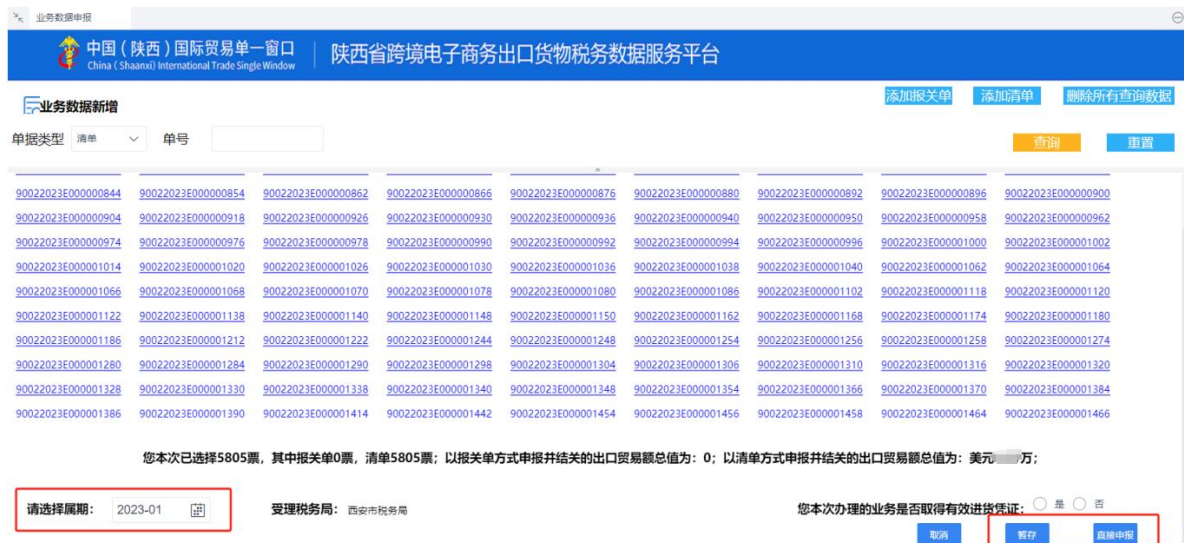 业务数据申报
中国（陕西）国际贸易单一窗口
China ( Shaanxi) International Trade Single Window
陕西省跨境电子商务出口货物税务数据服务平台
业务数据新增
添加报关单 添加清单 删除所有查询数据
单据类型 清单 单号
查询 重置
90022023E000000844 90022023E000000854 90022023E000000862 90022023E000000866 90022023E000000876 90022023E000000880 90022023E000000892 90022023E000000896 90022023E000000900
90022023E000000904 90022023E000000918 90022023E000000926 90022023E000000930 90022023E000000936 90022023E000000940 90022023E000000950 90022023E000000958 90022023E000000962
90022023E000000974 90022023E000000976 90022023E000000978 90022023E000000990 90022023E000000992 90022023E000000994 90022023E000000996 90022023E000001000 90022023E000001002
90022023E000001014 90022023E000001020 90022023E000001026 90022023E000001030 90022023E000001036 90022023E000001038 90022023E000001040 90022023E000001062 90022023E000001064
90022023E000001066 90022023E000001068 90022023E000001070 90022023E000001078 90022023E000001080 90022023E000001086 90022023E000001102 90022023E000001118 90022023E000001120
90022023E000001122 90022023E000001138 90022023E000001140 90022023E000001148 90022023E000001150 90022023E000001162 90022023E000001168 90022023E000001174 90022023E000001180
90022023E000001186 90022023E000001212 90022023E000001222 90022023E000001244 90022023E000001248 90022023E000001254 90022023E000001256 90022023E000001258 90022023E000001274
90022023E000001280 90022023E000001284 90022023E000001290 90022023E000001298 90022023E000001304 90022023E000001306 90022023E000001310 90022023E000001316 90022023E000001320
90022023E000001328 90022023E000001330 90022023E000001338 90022023E000001340 90022023E000001348 90022023E000001354 90022023E000001366 90022023E000001370 90022023E000001384
90022023E000001386 90022023E000001390 90022023E000001414 90022023E000001442 90022023E000001454 90022023E000001456 90022023E000001458 90022023E000001464 90022023E000001466
您本次已选择5805票，其中报关单0票，清单5805票；以报关单方式申报并结关的出口贸易额总值为：0；以清单方式申报并结关的出口贸易额总值为：美元 万；
请选择属期： 2023-01 受理税务局： 西安市税务局 您本次办理的业务是否取得有效进货凭证： 是 否
取消 暂存 直接申报